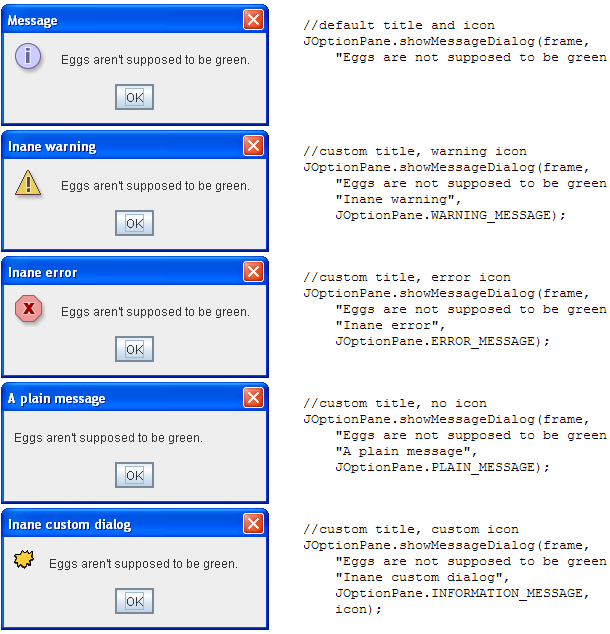 Message
Eggs aren't supposed to be green.
OK
//default title and icon
JOptionPane.showMessageDialog(frame,
"Eggs are not supposed to be green
Inane warning
Eggs aren't supposed to be green.
OK
//custom title, warning icon
JOptionPane.showMessageDialog(frame,
"Eggs are not supposed to be green
"Inane warning",
JOptionPane.WARNING_MESSAGE);
Inane error
Eggs aren't supposed to be green.
OK
//custom title, error icon
JOptionPane.showMessageDialog(frame,
"Eggs are not supposed to be green
"Inane error",
JOptionPane.ERROR_MESSAGE);
A plain message
Eggs aren't supposed to be green.
OK
//custom title, no icon
JOptionPane.showMessageDialog(frame,
"Eggs are not supposed to be green
"A plain message",
JOptionPane.PLAIN_MESSAGE);
Inane custom dialog
Eggs aren't supposed to be green.
OK
//custom title, custom icon
JOptionPane.showMessageDialog(frame,
"Eggs are not supposed to be green
"Inane custom dialog",
JOptionPane.INFORMATION_MESSAGE,
icon);